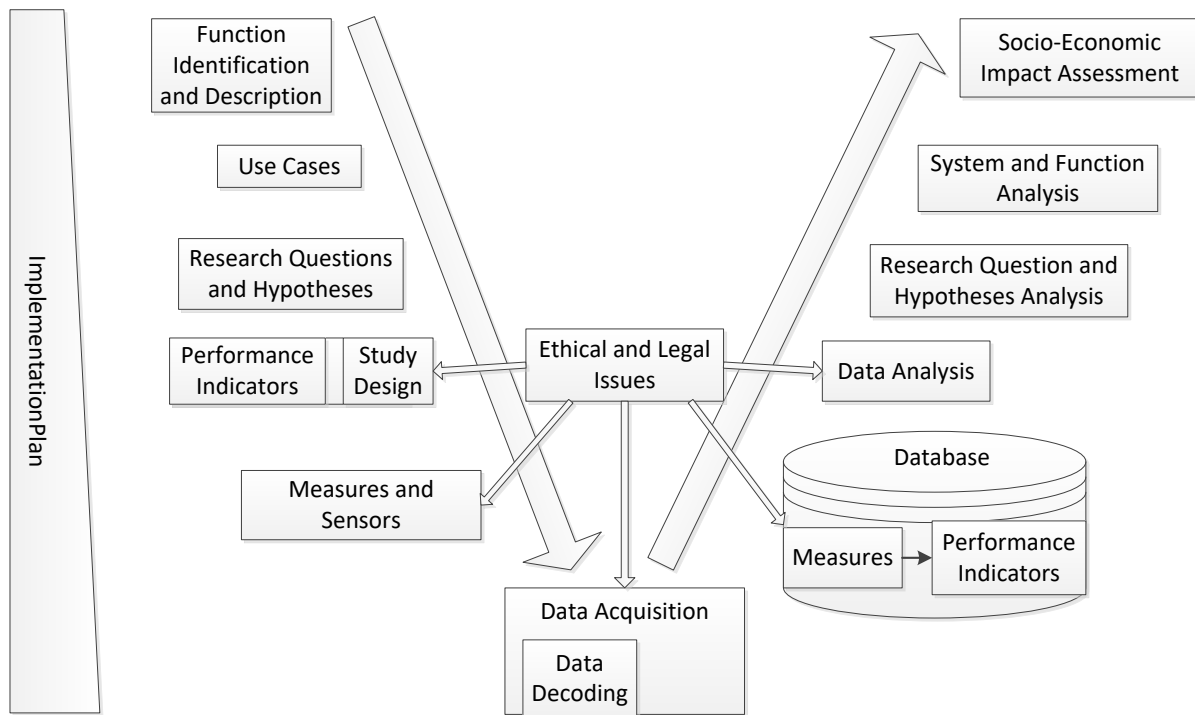 Function
Identification
and Description
Use Cases
Research Questions
and Hypotheses
Performance
Indicators
Study
Design
Measures and
Sensors
ImplementationPlan
Ethical and Legal
Issues
Data Acquisition
Data
Decoding
Socio-Economic
Impact Assessment
System and Function
Analysis
Research Question and
Hypotheses Analysis
Data Analysis
Database
Measures
Performance
Indicators